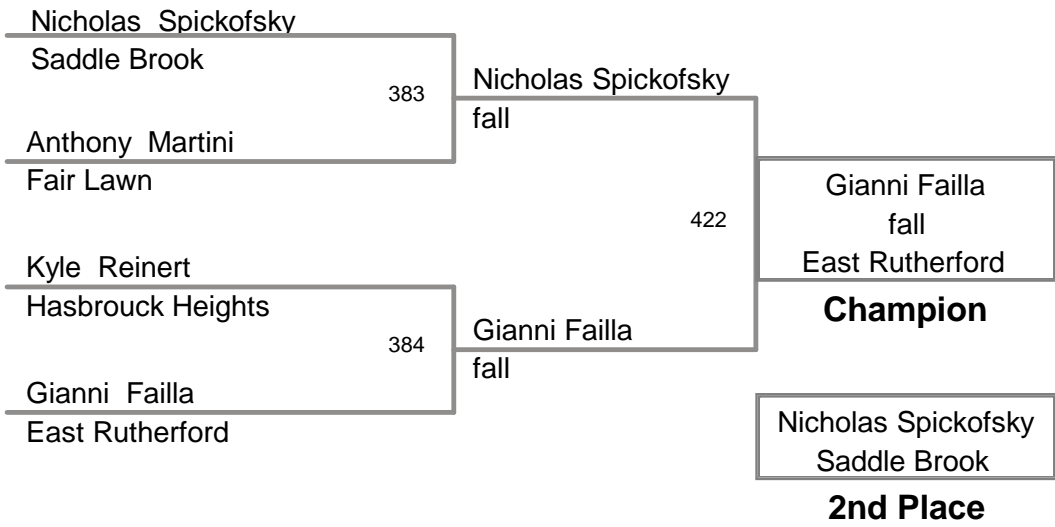 Nicholas  Spickofsky
Saddle Brook
383
Anthony  Martini
Fair Lawn
Kyle  Reinert
Hasbrouck Heights
384
Gianni  Failla
East Rutherford
Nicholas Spickofsky
fall
422
Gianni Failla
fall
Gianni Failla
fall
East Rutherford
Champion
Nicholas Spickofsky
Saddle Brook
2nd Place